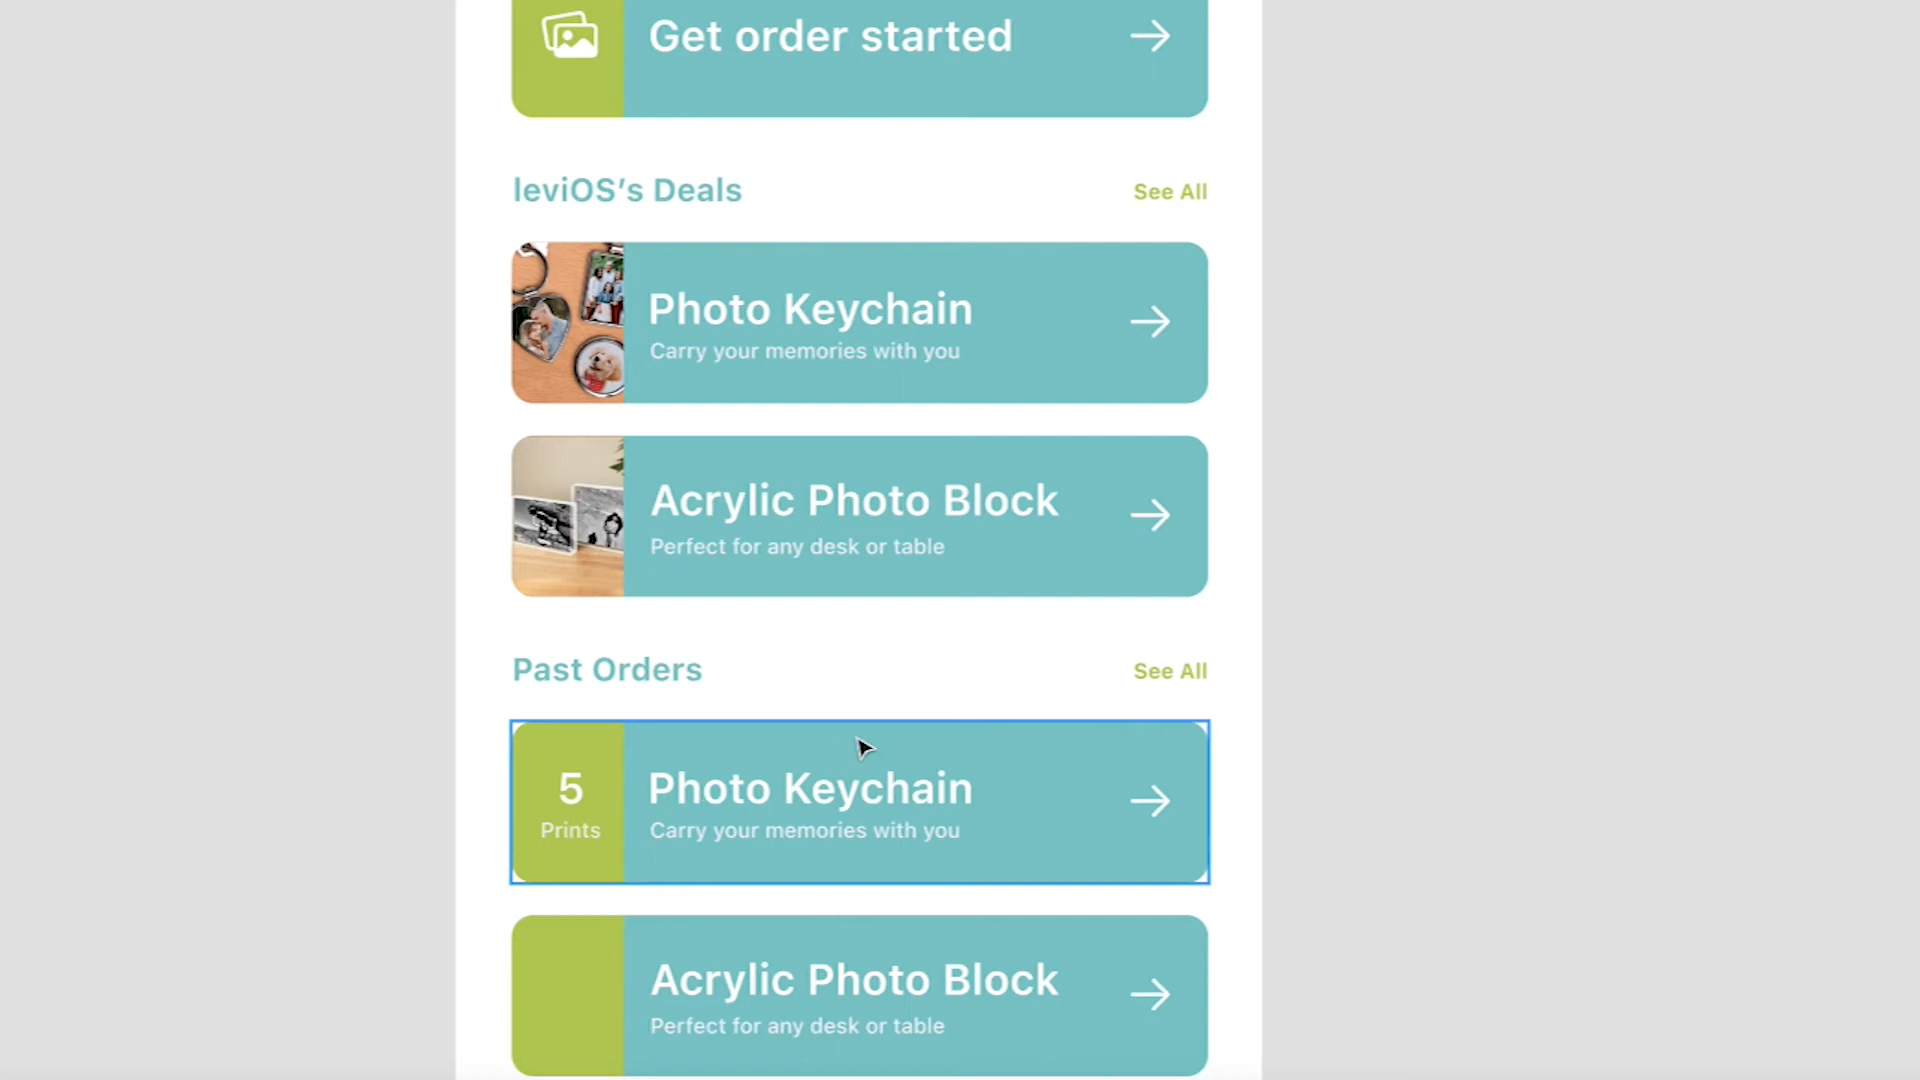 Get order started
leviOS’s Deals
See All
Photo Keychain
Carry your memories with you
Acrylic Photo Block
Perfect for any desk or table
Past Orders
See All
5
Prints
Photo Keychain
Carry your memories with you
Acrylic Photo Block
Perfect for any desk or table